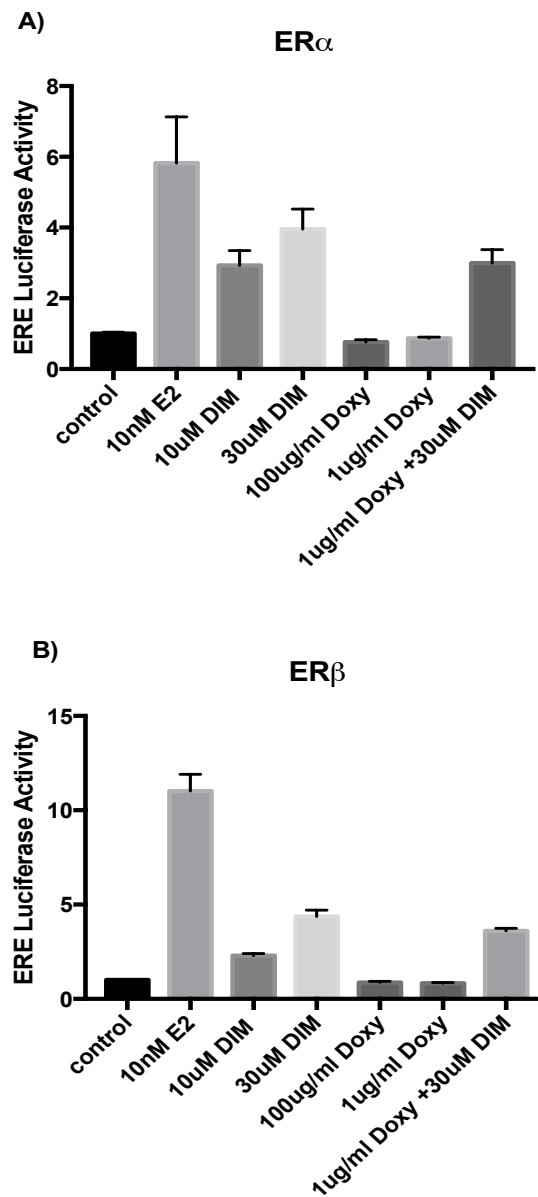 A)
ERα
ERE Luciferase Activity
8
6
4
2
0
control
10nM E2
10uM DIM
30uM DIM
100ug/ml Doxy
1ug/ml Doxy
1ug/ml Doxy +30uM DIM
B)
ERβ
ERE Luciferase Activity
15
10
5
0
control
10nM E2
10uM DIM
30uM DIM
100ug/ml Doxy
1ug/ml Doxy
1ug/ml Doxy +30uM DIM